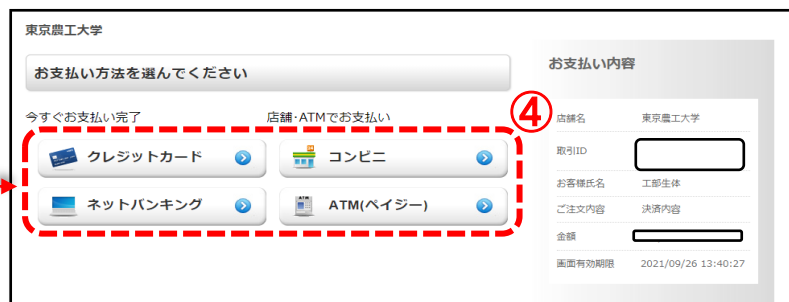 東京農工大学
お支払い方法を選んでください
今すぐお支払い完了
店舗・ATMでお支払い
④
クレジットカード
コンビニ
ネットバンキング
ATM(ペイジー)
お支払い内容
店舗名 東京農工大学
取引ID
お客様氏名 工部生体
ご注文内容 決済内容
金額
画面有効期限 2021/09/26 13:40:27